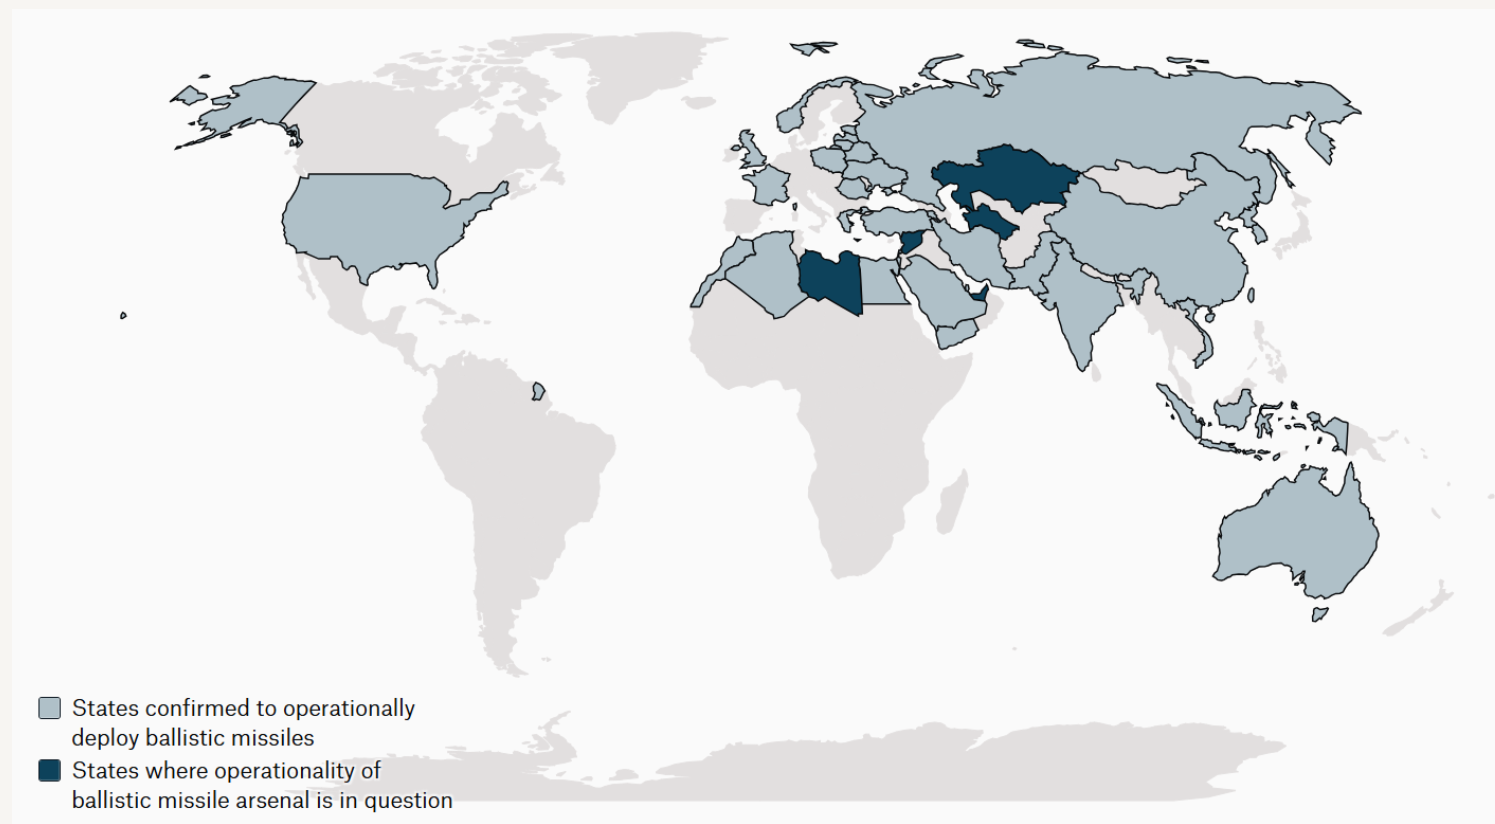 States confirmed to operationally
deploy ballistic missiles
States where operationality of
ballistic missile arsenal is in question